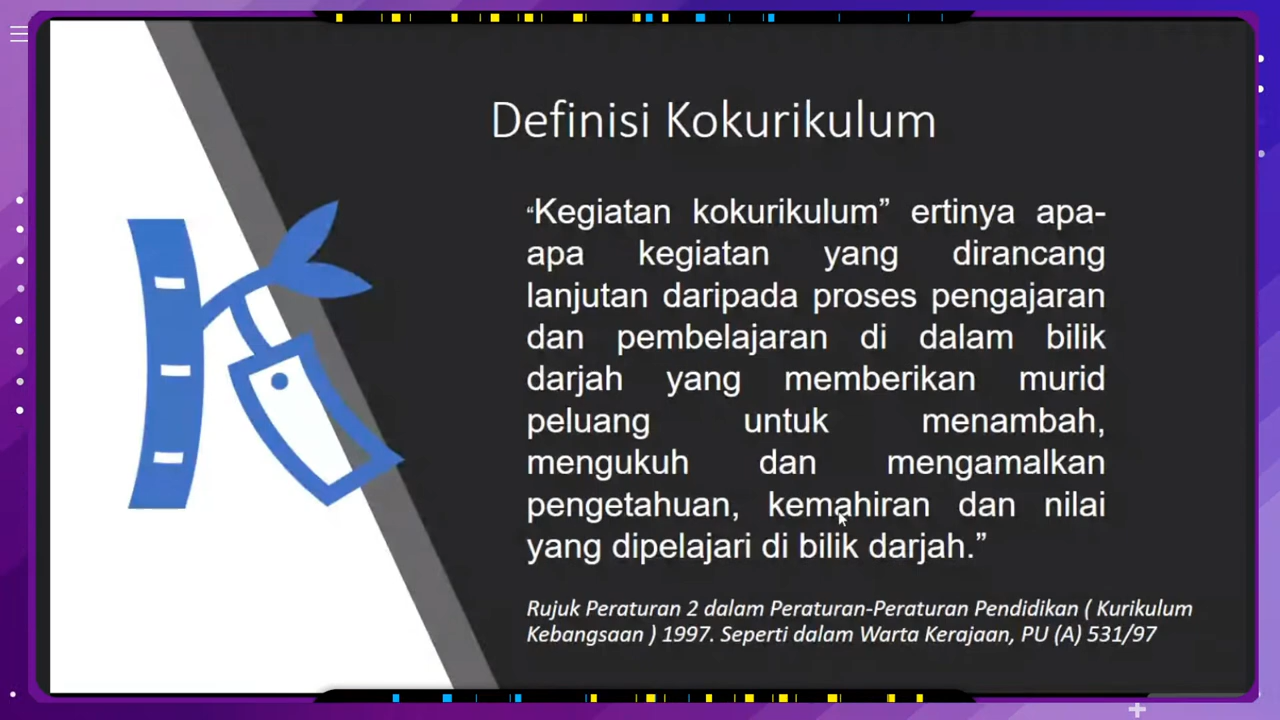 Definisi Kokurikulum
“Kegiatan kokurikulum” ertinya apa-
apa kegiatan yang dirancang
lanjutan daripada proses pengajaran
dan pembelajaran di dalam bilik
darjah yang memberikan murid
peluang untuk menambah,
mengukuh dan mengamalkan
pengetahuan, kemahiran dan nilai
yang dipelajari di bilik darjah.”
Rujuk Peraturan 2 dalam Peraturan-Peraturan Pendidikan ( Kurikulum
Kebangsaan ) 1997. Seperti dalam Warta Kerajaan, PU (A) 531/97